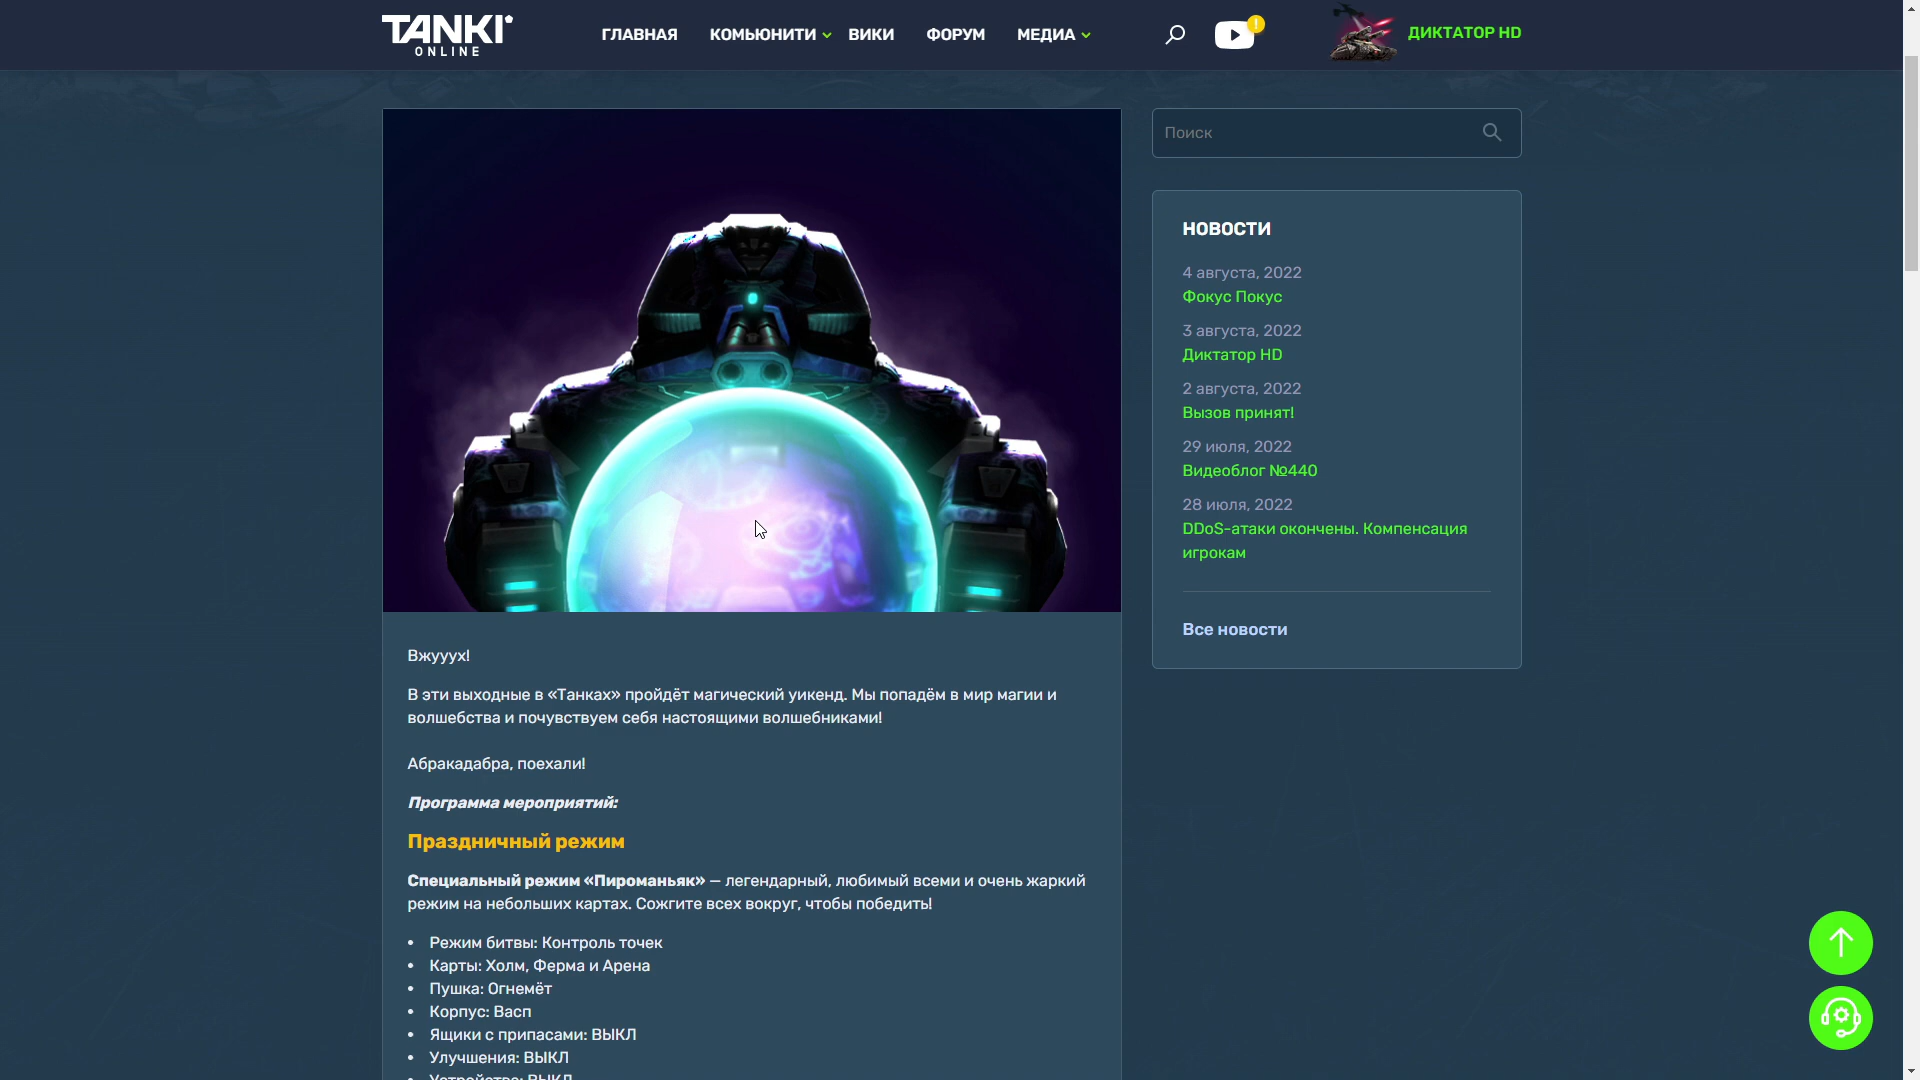 TANKI
ONLINE
ГЛАВНАЯ
КОМЬЮНИТИ
ВИКИ
ФОРУМ
МЕДИА
!
ДИКТАТОР HD
Поиск
НОВОСТИ
4 августа, 2022
Фокус Покус
3 августа, 2022
Диктатор HD
2 августа, 2022
Вызов принят!
29 июля, 2022
Видеоблог №440
28 июля, 2022
DDoS-атаки окончены. Компенсация
игрокам
Все новости
Вжууух!
В эти выходные в «Танках» пройдёт магический уикенд. Мы попадём в мир магии и
волшебства и почувствуем себя настоящими волшебниками!
Абракадабра, поехали!
Программа мероприятий:
Праздничный режим
Специальный режим «Пироманьяк» — легендарный, любимый всеми и очень жаркий
режим на небольших картах. Сожгите всех вокруг, чтобы победить!
• Режим битвы: Контроль точек
• Карты: Холм, Ферма и Арена
• Пушка: Огнемёт
• Корпус: Васп
• Ящики с припасами: ВЫКЛ
• Улучшения: ВЫКЛ
• Устройства: ВЫКЛ